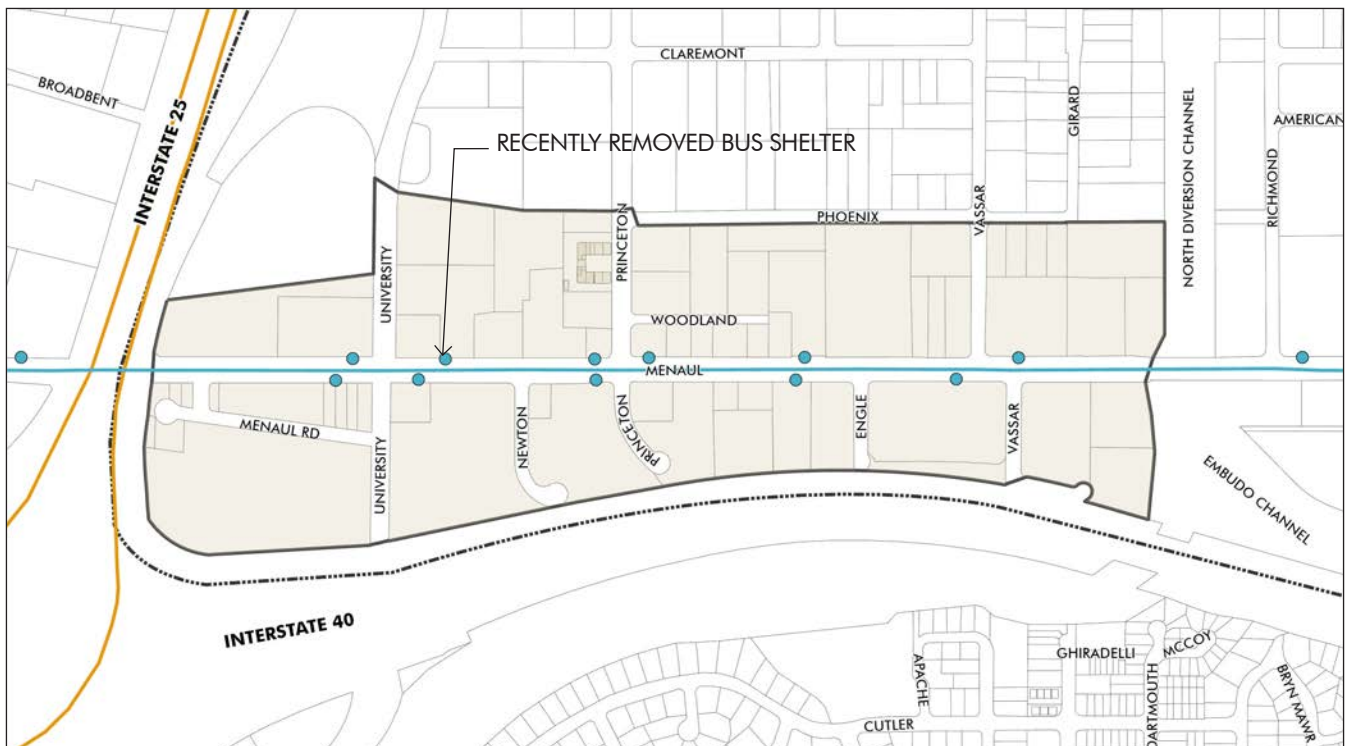 CLAREMONT
BROADBENT
INTERSTATE 25
GIRARD
NORTH DIVERSION CHANNEL
AMERICAN
RECENTLY REMOVED BUS SHELTER
RICHMOND
VASSAR
PHOENIX
PRINCETON
UNIVERSITY
WOODLAND
MENAUL
MENAUL RD
NEWTON
PRINCETON
ENGLE
VASSAR
UNIVERSITY
EMBUDO CHANNEL
INTERSTATE 40
APACHE
GHIRADELLI
MCCOY
DARTMOUTH
BRYN MAWR
CUTLER